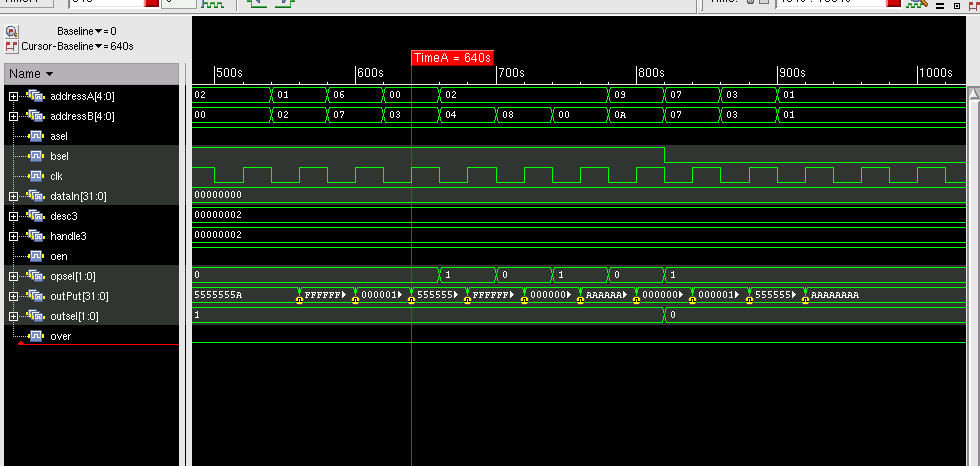 Baseline ▾= 0
Cursor-Baseline ▾= 640s
TimeA = 640s
Name ▾
500s 600s 700s 800s 900s 1000s
addressA[4:0] 02 01 06 00 02 09 07 03 01
addressB[4:0] 00 02 07 03 04 08 00 0A 07 03 01
asel
bsel
clk
dataIn[31:0] 00000000
desc3 00000002
handle3 00000002
oen
opsel[1:0] 0 1 0 1 0 1
outPut[31:0] 5555555A FFFFFF 000001 555555 FFFFFF 000000 AAAAAA 000000 000001 555555 AAAAAAAA
outsel[1:0] 1 0
over